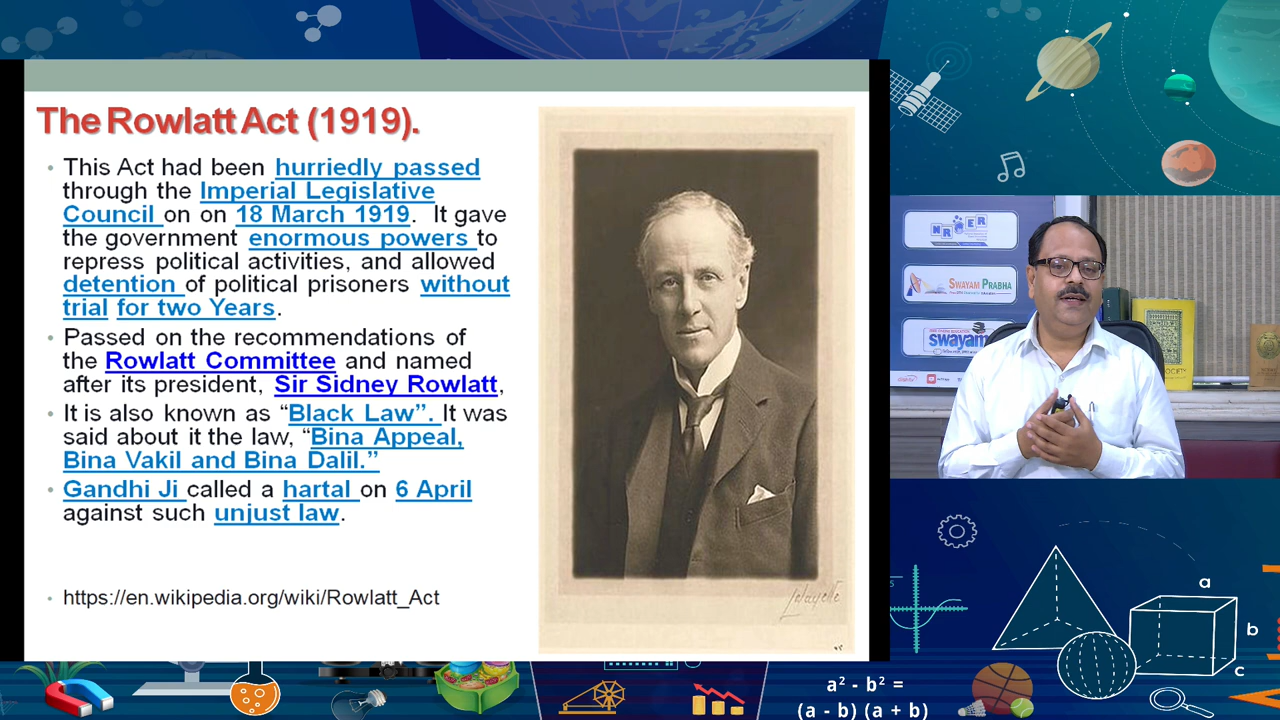 The Rowlatt Act (1919).
• This Act had been hurriedly passed
through the Imperial Legislative
Council on on 18 March 1919. It gave
the government enormous powers to
repress political activities, and allowed
detention of political prisoners without
trial for two Years.
• Passed on the recommendations of
the Rowlatt Committee and named
after its president, Sir Sidney Rowlatt,
• It is also known as “Black Law”. It was
said about it the law, “Bina Appeal,
Bina Vakil and Bina Dalil.”
• Gandhi Ji called a hartal on 6 April
against such unjust law.
• https://en.wikipedia.org/wiki/Rowlatt_Act
Lafayette
SWAYAM PRABHA
swayam
a
b
c
a² - b² =
(a - b) (a + b)